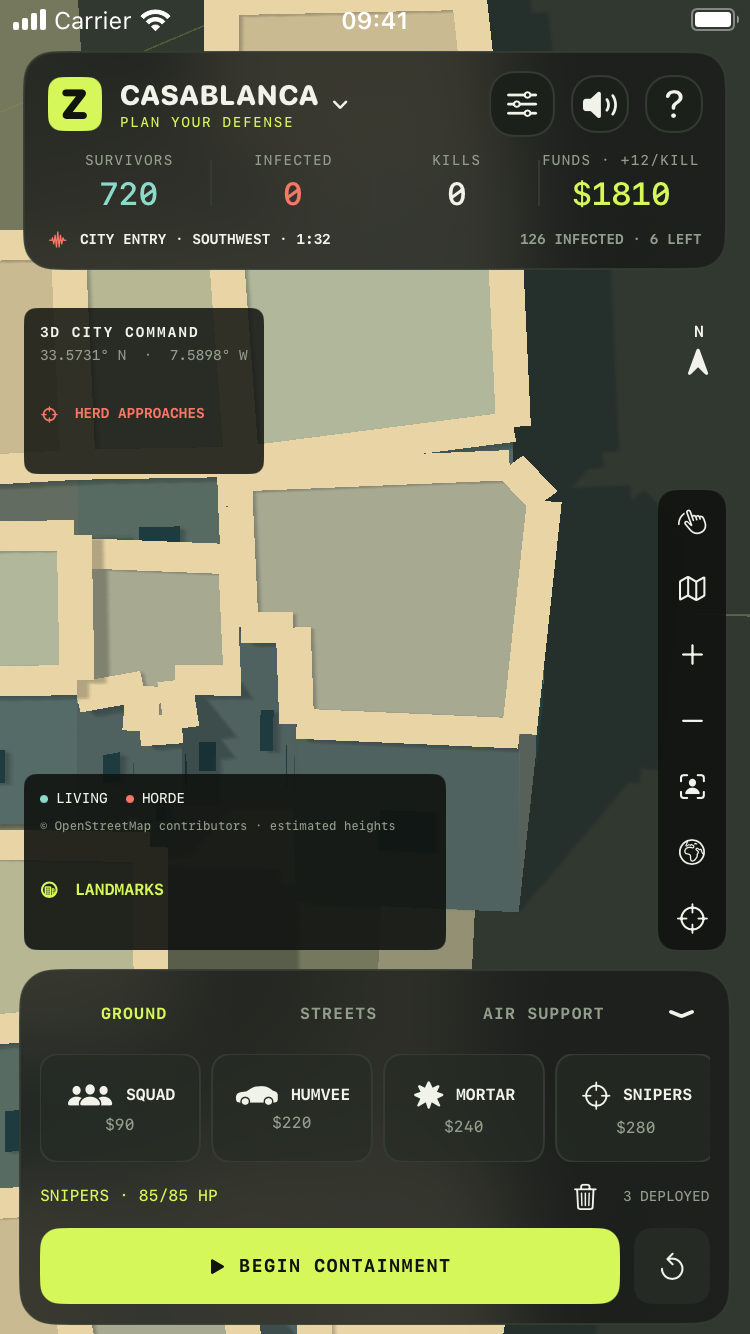 Carrier 09:41
Z CASABLANCA
PLAN YOUR DEFENSE
?
SURVIVORS INFECTED KILLS FUNDS · +12/KILL
720 0 0 $1810
CITY ENTRY · SOUTHWEST · 1:32 126 INFECTED · 6 LEFT
3D CITY COMMAND
33.5731° N · 7.5898° W
HERD APPROACHES
N
LIVING HORDE
© OpenStreetMap contributors · estimated heights
LANDMARKS
GROUND STREETS AIR SUPPORT
SQUAD HUMVEE MORTAR SNIPERS
$90 $220 $240 $280
SNIPERS · 85/85 HP 3 DEPLOYED
BEGIN CONTAINMENT